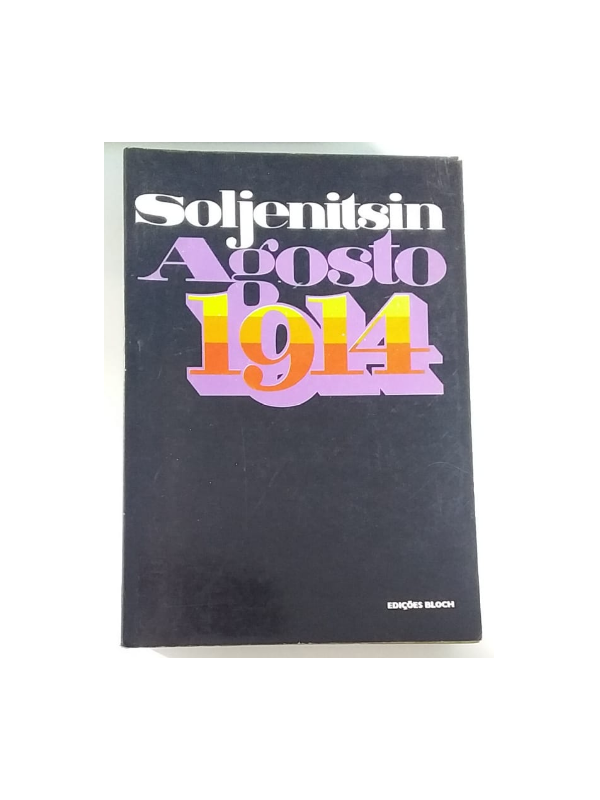 Soljenitsin
Agosto
1914
EDIÇÕES BLOCH